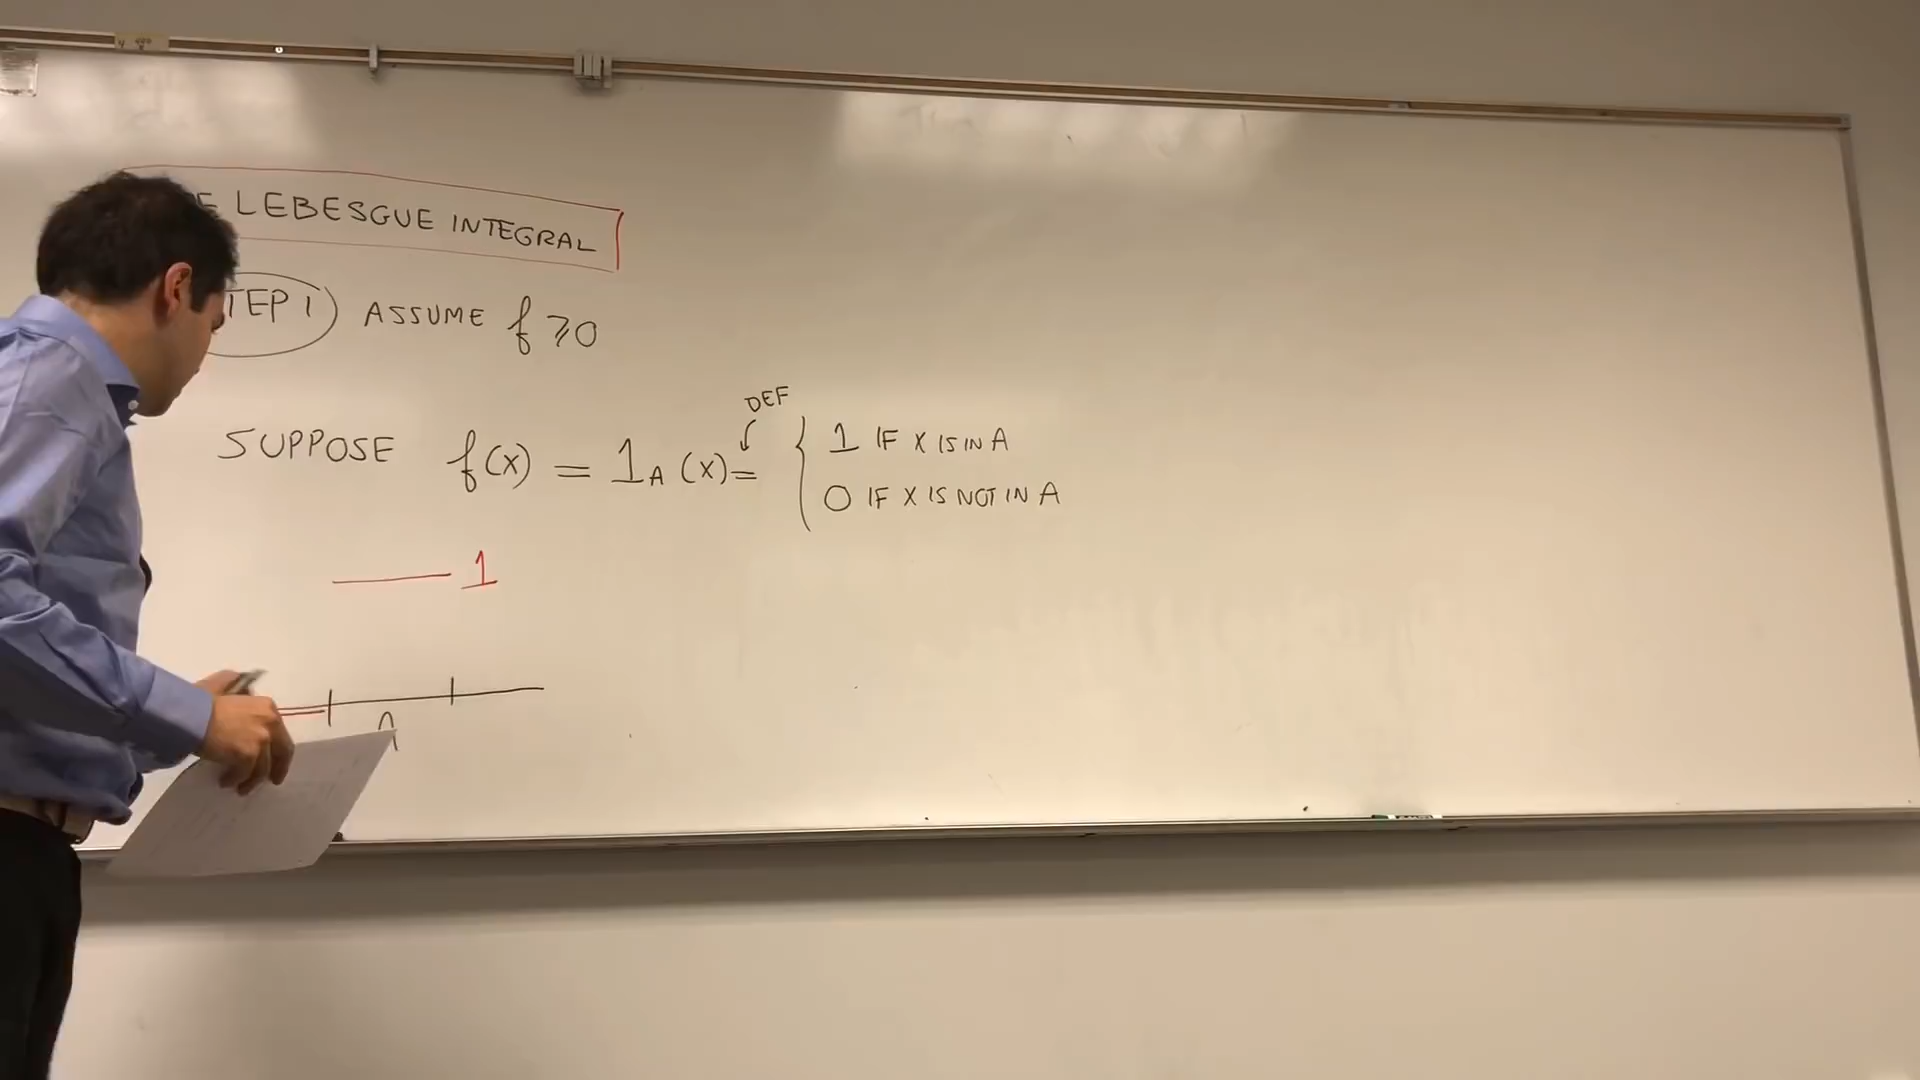 LEBESGUE INTEGRAL
TEP 1 ASSUME f ⩾ 0
DEF
SUPPOSE f(x) = 1_A (x) = { 1 IF X IS IN A
0 IF X IS NOT IN A
1
A